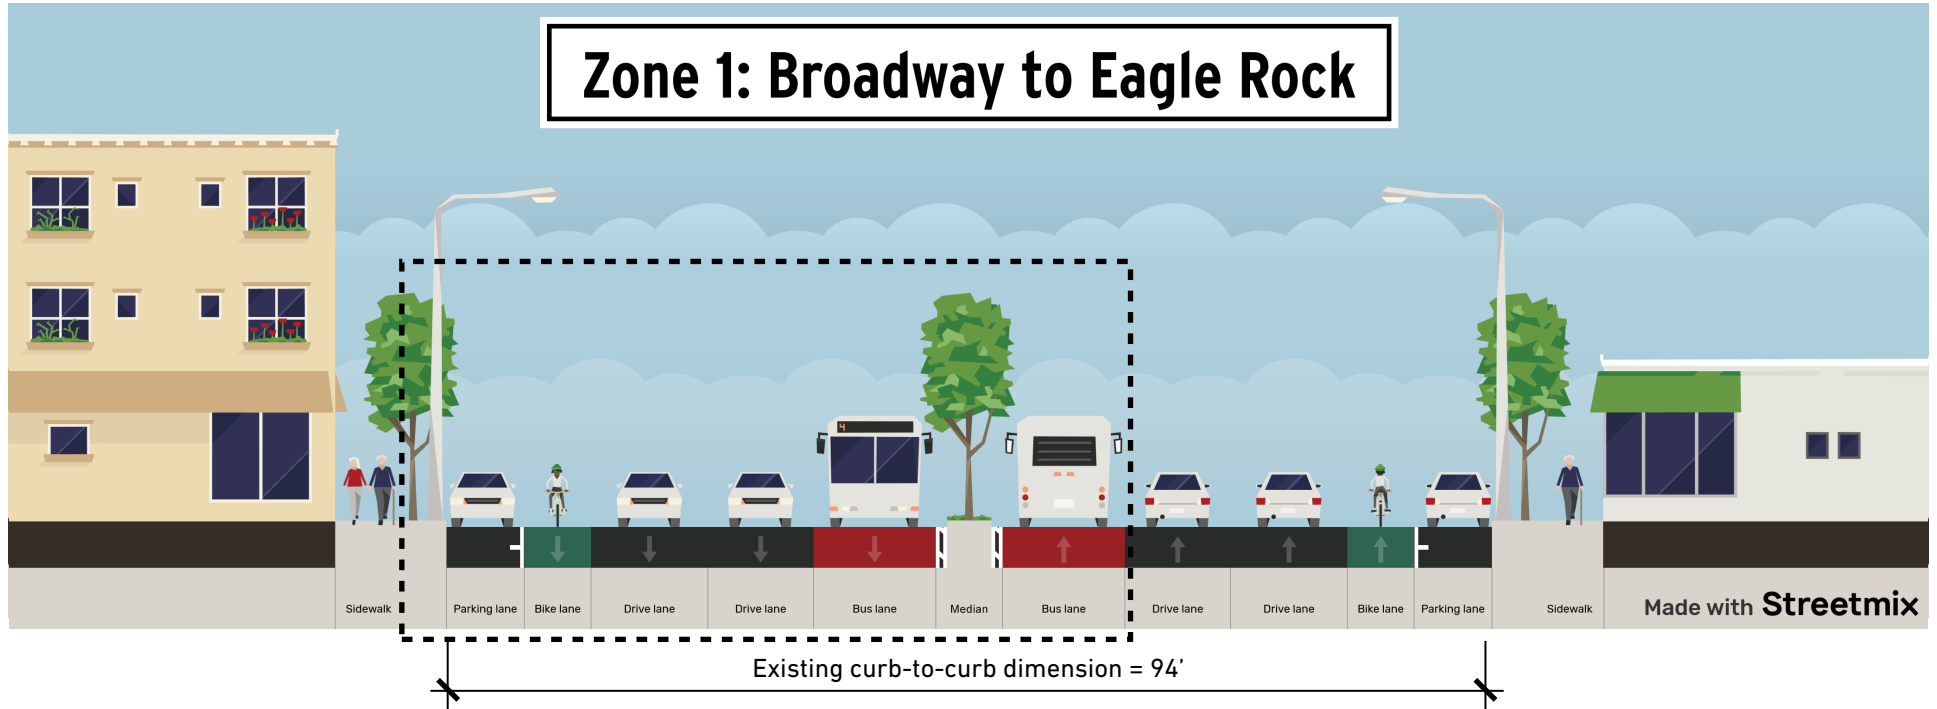 Zone 1: Broadway to Eagle Rock
4
Sidewalk Parking lane Bike lane Drive lane Drive lane Bus lane Median Bus lane Drive lane Drive lane Bike lane Parking lane Sidewalk
Made with Streetmix
Existing curb-to-curb dimension = 94’